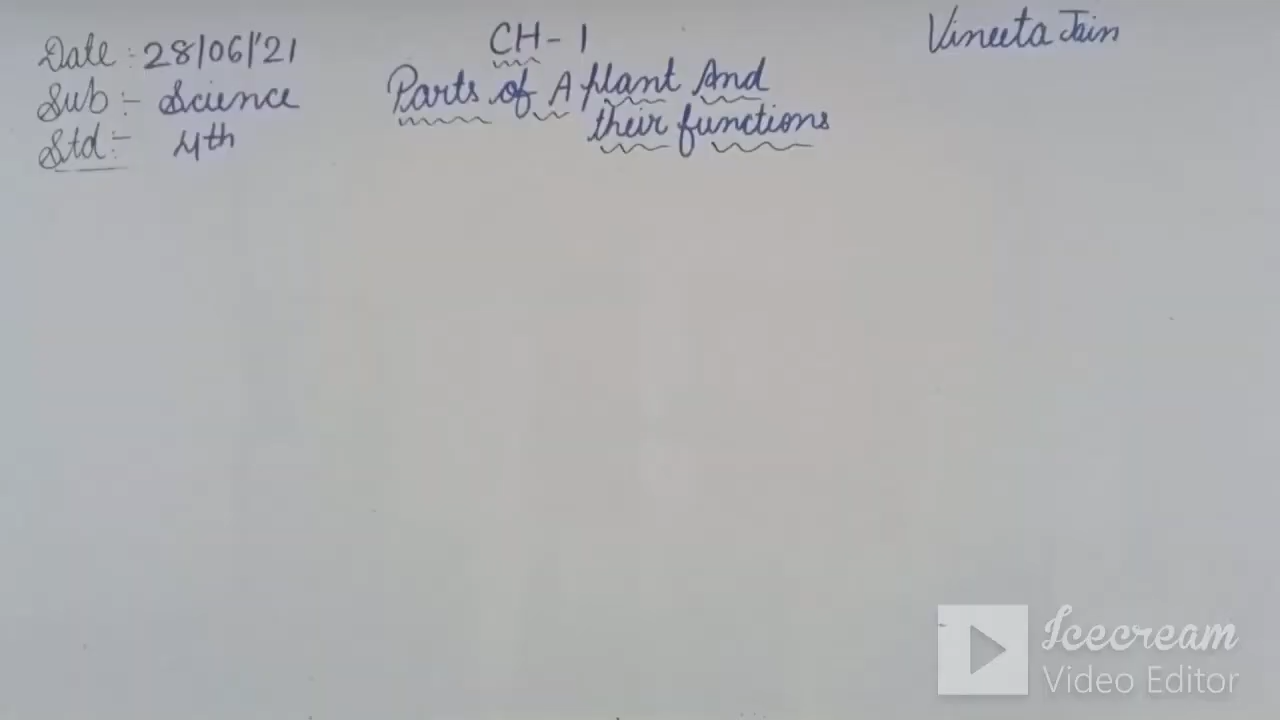 Date : 28/06/'21
Sub :- Science
Std :- 4th
CH - 1
Parts of A plant And
their functions
Vineeta Jain
Icecream
Video Editor